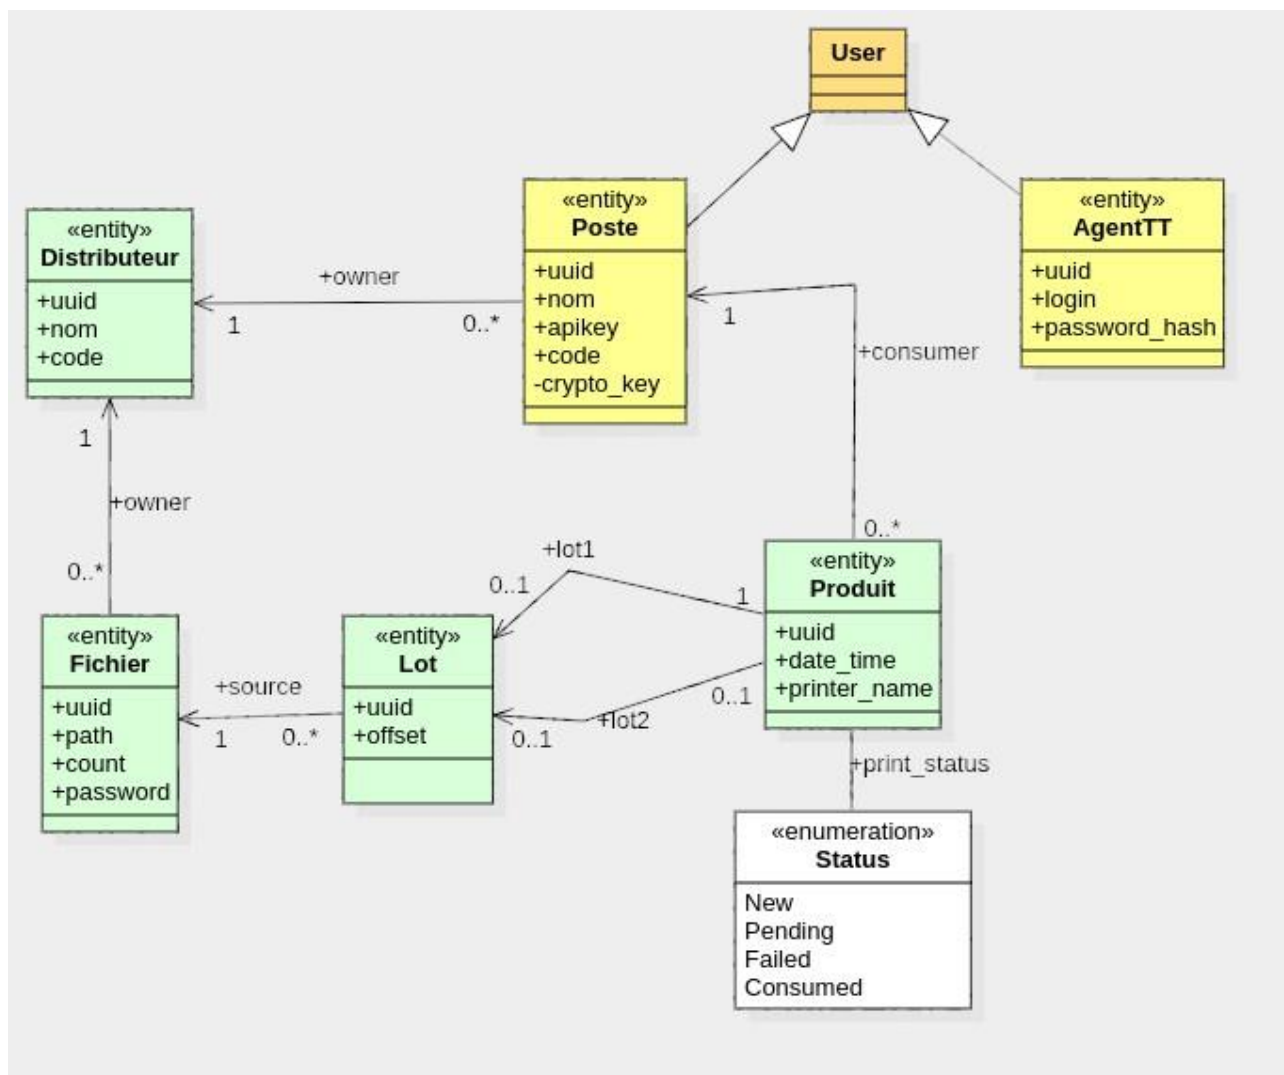 User
«entity»
Distributeur
+uuid
+nom
+code
+owner
1
0..*
«entity»
Poste
+uuid
+nom
+apikey
+code
-crypto_key
«entity»
AgentTT
+uuid
+login
+password_hash
1
+consumer
0..*
1
+owner
0..*
«entity»
Fichier
+uuid
+path
+count
+password
+source
1
0..*
«entity»
Lot
+uuid
+offset
+lot1
0..1
1
+lot2
0..1
0..1
«entity»
Produit
+uuid
+date_time
+printer_name
+print_status
«enumeration»
Status
New
Pending
Failed
Consumed